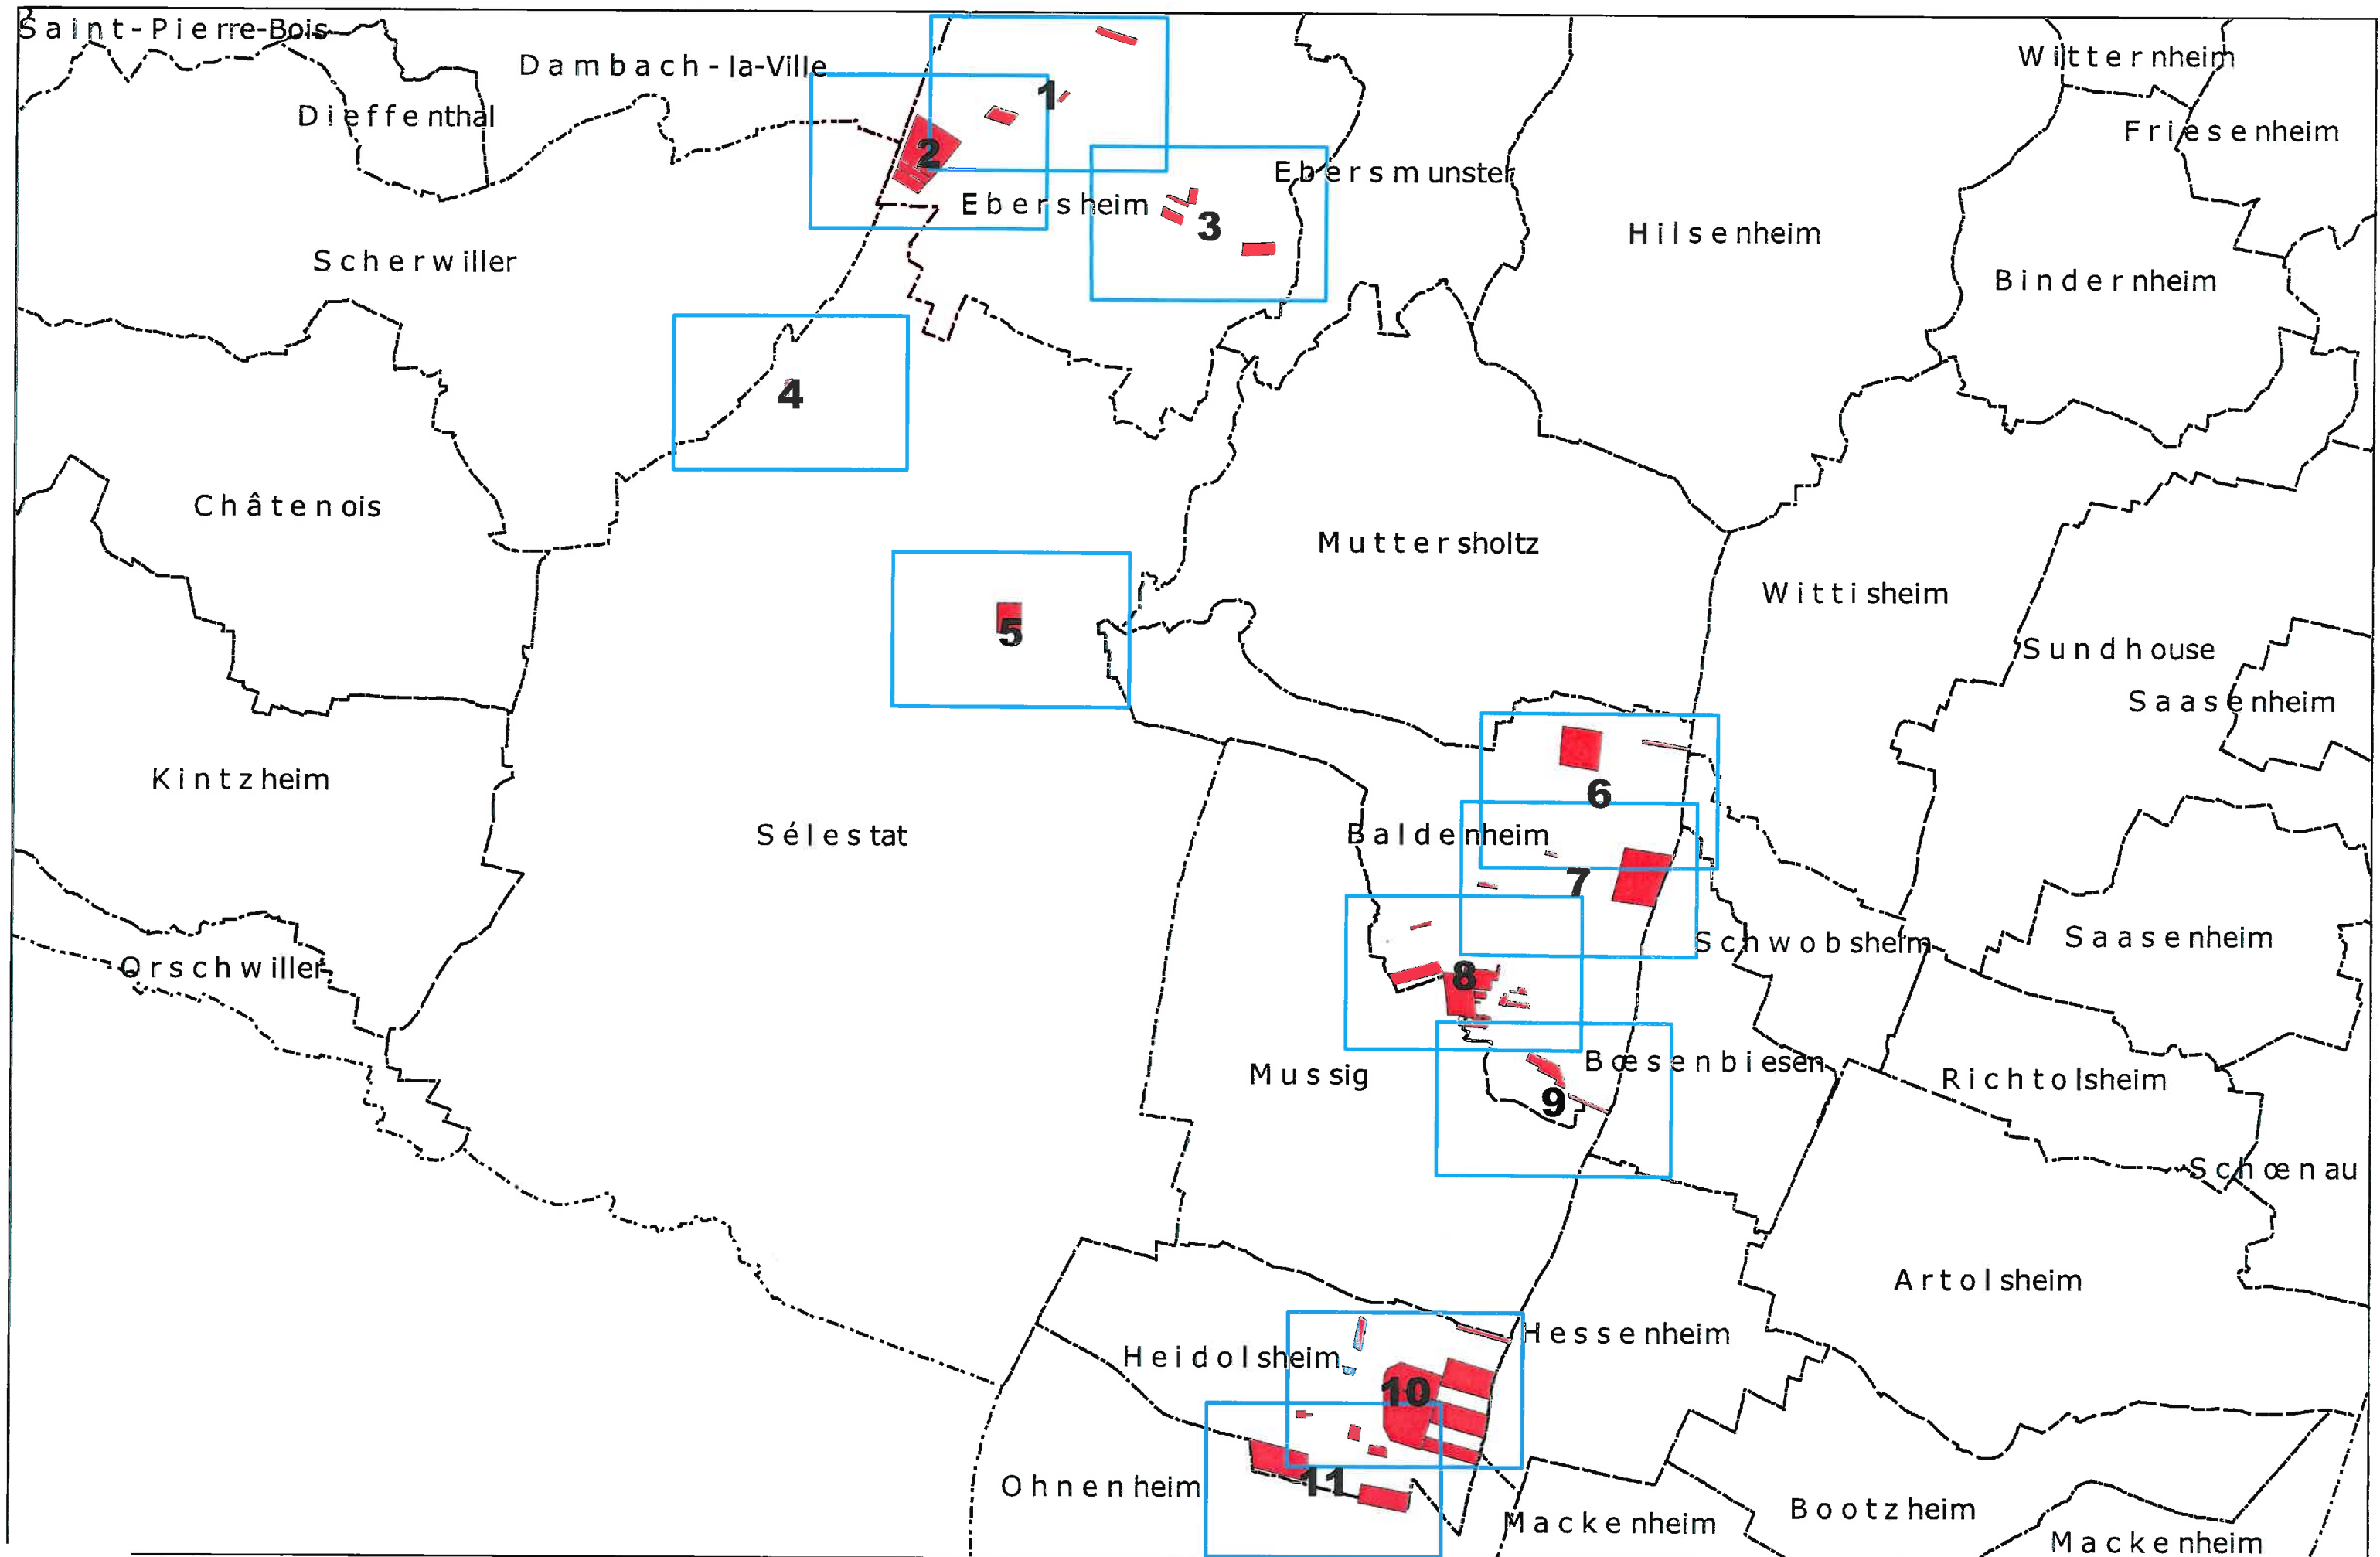 Saint-Pierre-Bois
Dambach-la-Ville
Witternheim
1
Dieffenthal
Friesenheim
2
Ebersmunster
Ebersheim
3
Hilsenheim
Scherwiller
Bindernheim
4
Châtenois
Muttersholtz
Wittisheim
5
Sundhouse
Saasenheim
Kintzheim
6
Sélestat
Baldenheim
7
Schwobsheim
Saasenheim
Orschwiller
8
Mussig
Bœsenbiesen
Richtolsheim
9
Schœnau
Artolsheim
Heidolsheim
Hessenheim
10
Ohnenheim
11
Mackenheim
Bootzheim
Mackenheim